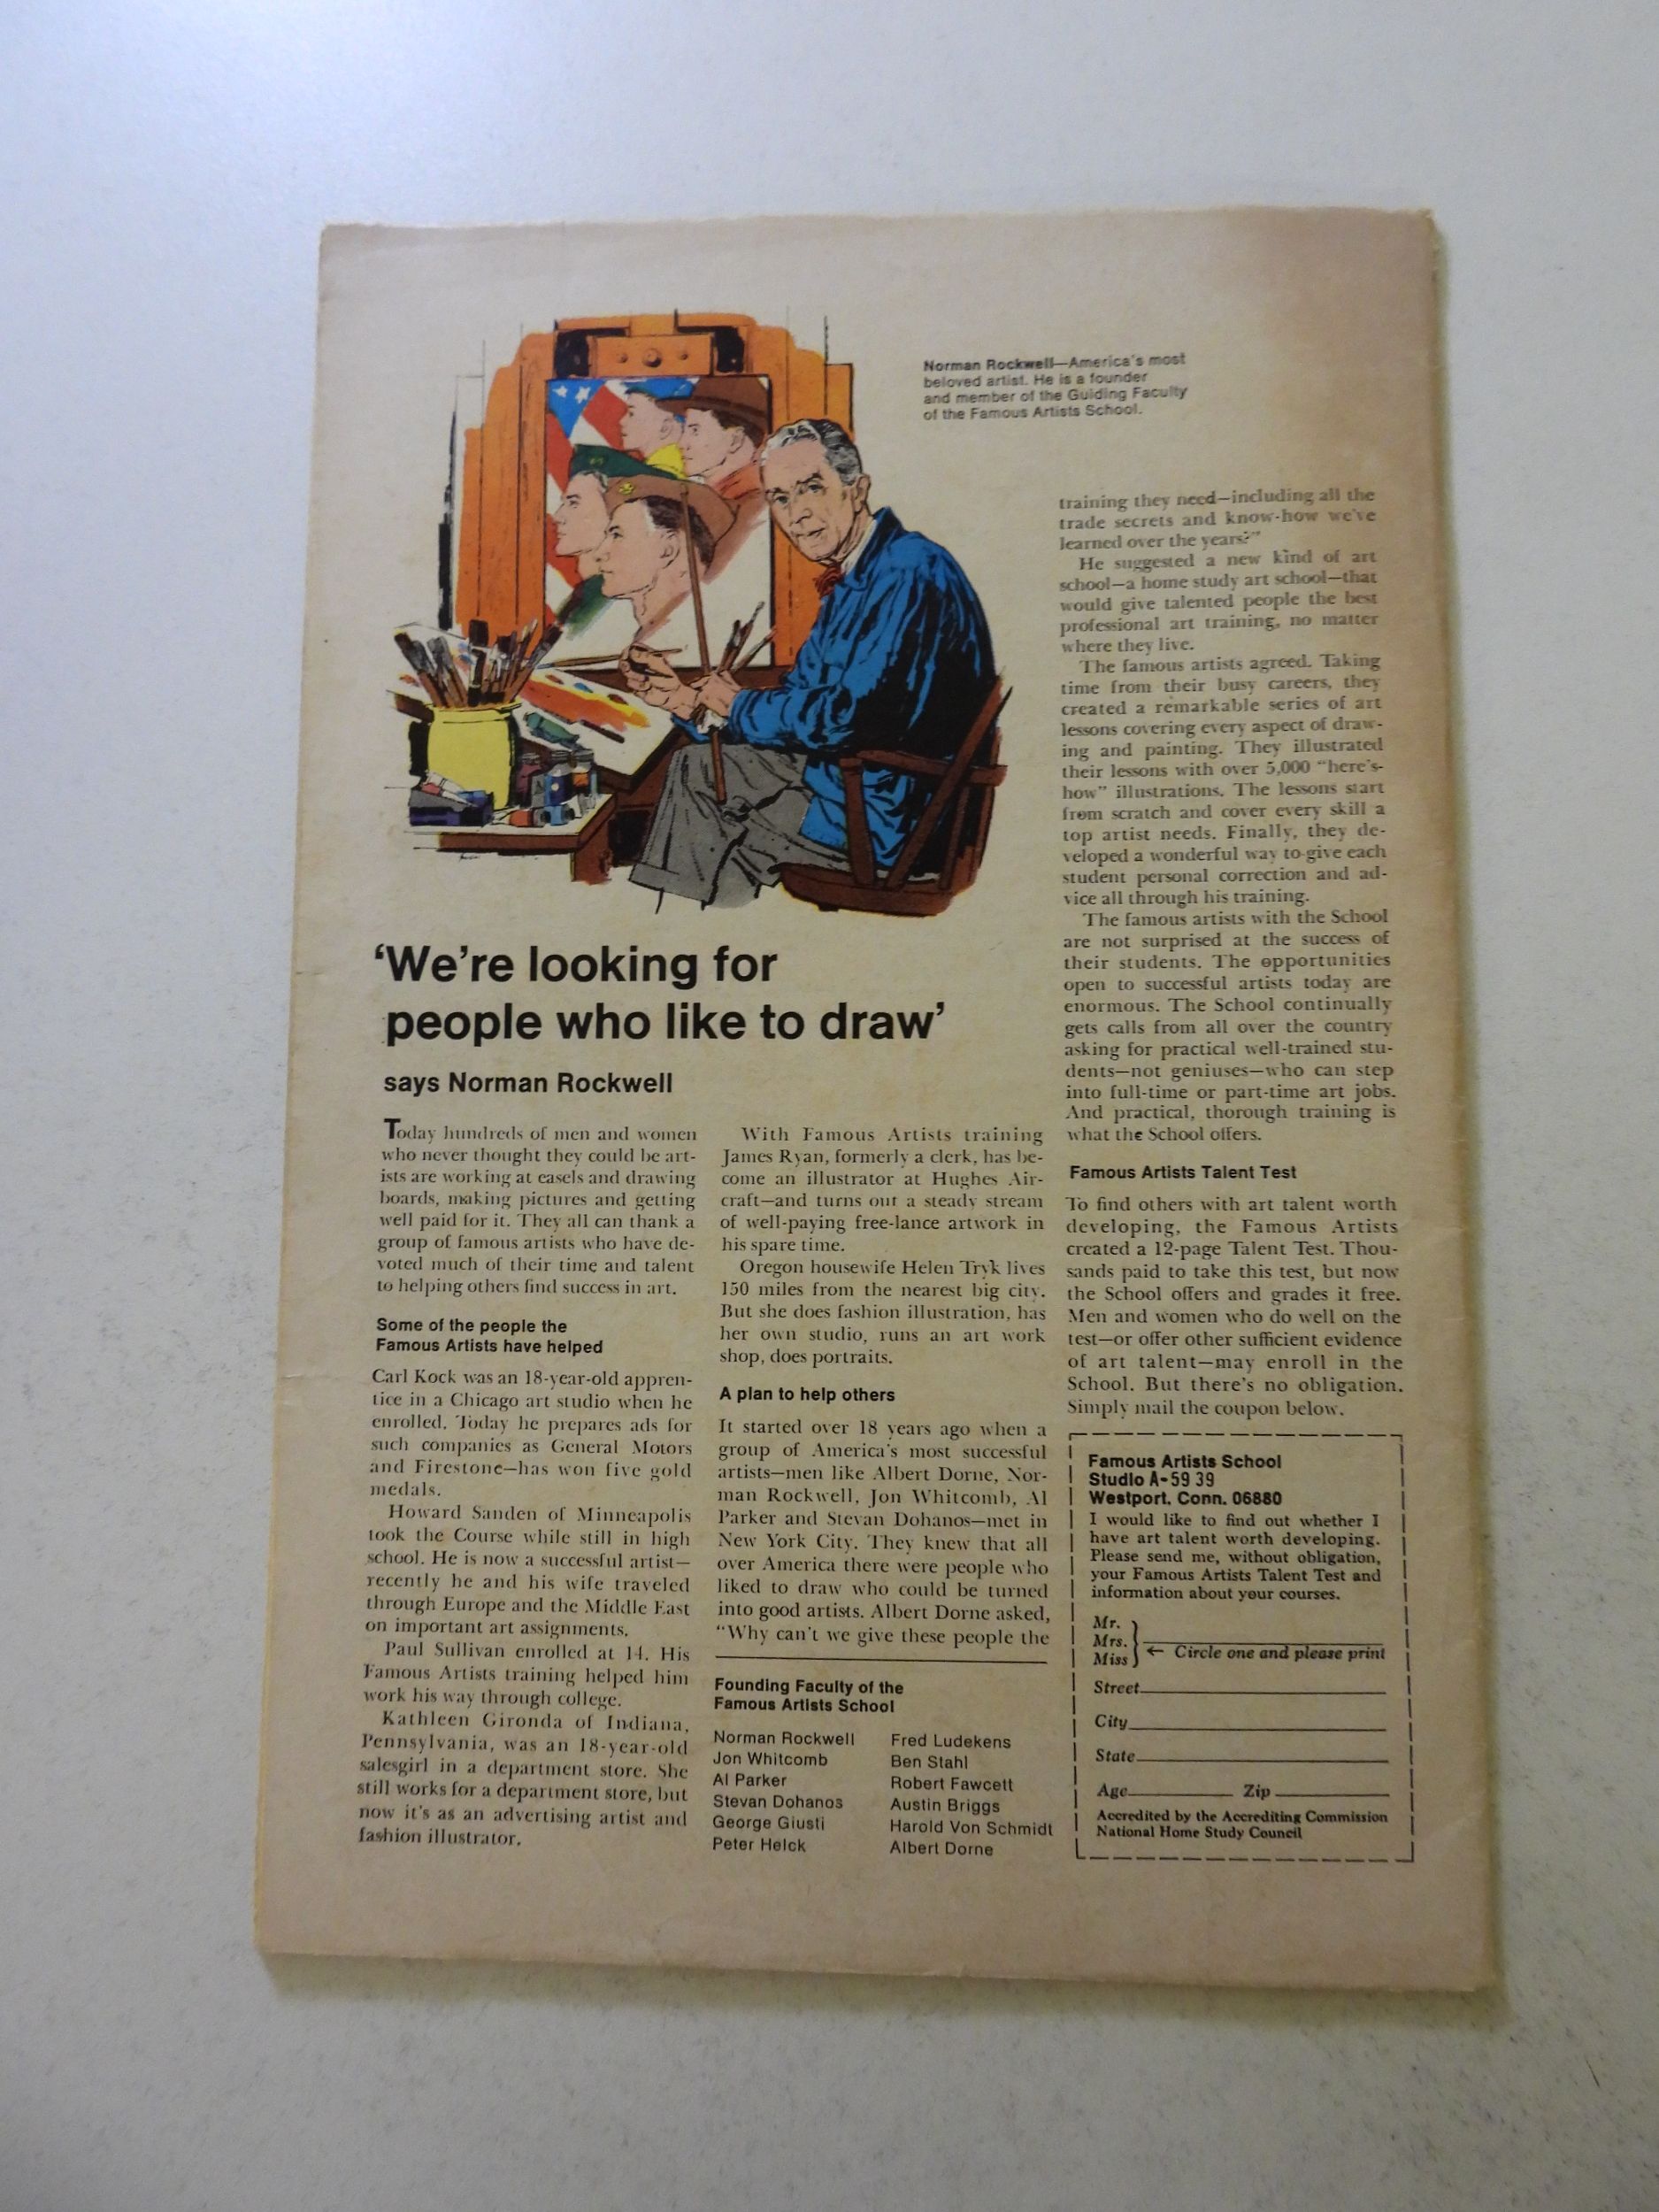 Norman Rockwell—America's most
beloved artist. He is a founder
and member of the Guiding Faculty
of the Famous Artists School.
'We're looking for
people who like to draw'
says Norman Rockwell
Today hundreds of men and women
who never thought they could be art-
ists are working at easels and drawing
boards, making pictures and getting
well paid for it. They all can thank a
group of famous artists who have de-
voted much of their time and talent
to helping others find success in art.
Some of the people the
Famous Artists have helped
Carl Kock was an 18-year-old appren-
tice in a Chicago art studio when he
enrolled. Today he prepares ads for
such companies as General Motors
and Firestone—has won five gold
medals.
Howard Sanden of Minneapolis
took the Course while still in high
school. He is now a successful artist—
recently he and his wife traveled
through Europe and the Middle East
on important art assignments.
Paul Sullivan enrolled at 14. His
Famous Artists training helped him
work his way through college.
Kathleen Gironda of Indiana,
Pennsylvania, was an 18-year-old
salesgirl in a department store. She
still works for a department store, but
now it's as an advertising artist and
fashion illustrator.
With Famous Artists training
James Ryan, formerly a clerk, has be-
come an illustrator at Hughes Air-
craft—and turns out a steady stream
of well-paying free-lance artwork in
his spare time.
Oregon housewife Helen Tryk lives
150 miles from the nearest big city.
But she does fashion illustration, has
her own studio, runs an art work
shop, does portraits.
A plan to help others
It started over 18 years ago when a
group of America's most successful
artists—men like Albert Dorne, Nor-
man Rockwell, Jon Whitcomb, Al
Parker and Stevan Dohanos—met in
New York City. They knew that all
over America there were people who
liked to draw who could be turned
into good artists. Albert Dorne asked,
"Why can't we give these people the
Founding Faculty of the
Famous Artists School
Norman Rockwell
Jon Whitcomb
Al Parker
Stevan Dohanos
George Giusti
Peter Helck
Fred Ludekens
Ben Stahl
Robert Fawcett
Austin Briggs
Harold Von Schmidt
Albert Dorne
training they need—including all the
trade secrets and know-how we've
learned over the years?"
He suggested a new kind of art
school—a home study art school—that
would give talented people the best
professional art training, no matter
where they live.
The famous artists agreed. Taking
time from their busy careers, they
created a remarkable series of art
lessons covering every aspect of draw-
ing and painting. They illustrated
their lessons with over 5,000 "here's-
how" illustrations. The lessons start
from scratch and cover every skill a
top artist needs. Finally, they de-
veloped a wonderful way to give each
student personal correction and ad-
vice all through his training.
The famous artists with the School
are not surprised at the success of
their students. The opportunities
open to successful artists today are
enormous. The School continually
gets calls from all over the country
asking for practical well-trained stu-
dents—not geniuses—who can step
into full-time or part-time art jobs.
And practical, thorough training is
what the School offers.
Famous Artists Talent Test
To find others with art talent worth
developing, the Famous Artists
created a 12-page Talent Test. Thou-
sands paid to take this test, but now
the School offers and grades it free.
Men and women who do well on the
test—or offer other sufficient evidence
of art talent—may enroll in the
School. But there's no obligation.
Simply mail the coupon below.
Famous Artists School
Studio A-5939
Westport, Conn. 06880
I would like to find out whether I
have art talent worth developing.
Please send me, without obligation,
your Famous Artists Talent Test and
information about your courses.
Mr.
Mrs.
Miss
← Circle one and please print
Street
City
State
Age Zip
Accredited by the Accrediting Commission
National Home Study Council